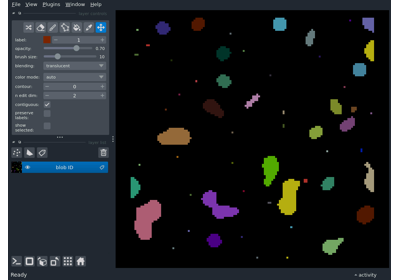 File View Plugins Window Help
label: 1
opacity: 0.70
brush size: 10
blending: translucent
color mode: auto
contour: 0
n edit dim: 2
contiguous:
preserve
labels:
show
selected:
blob ID
Ready
activity